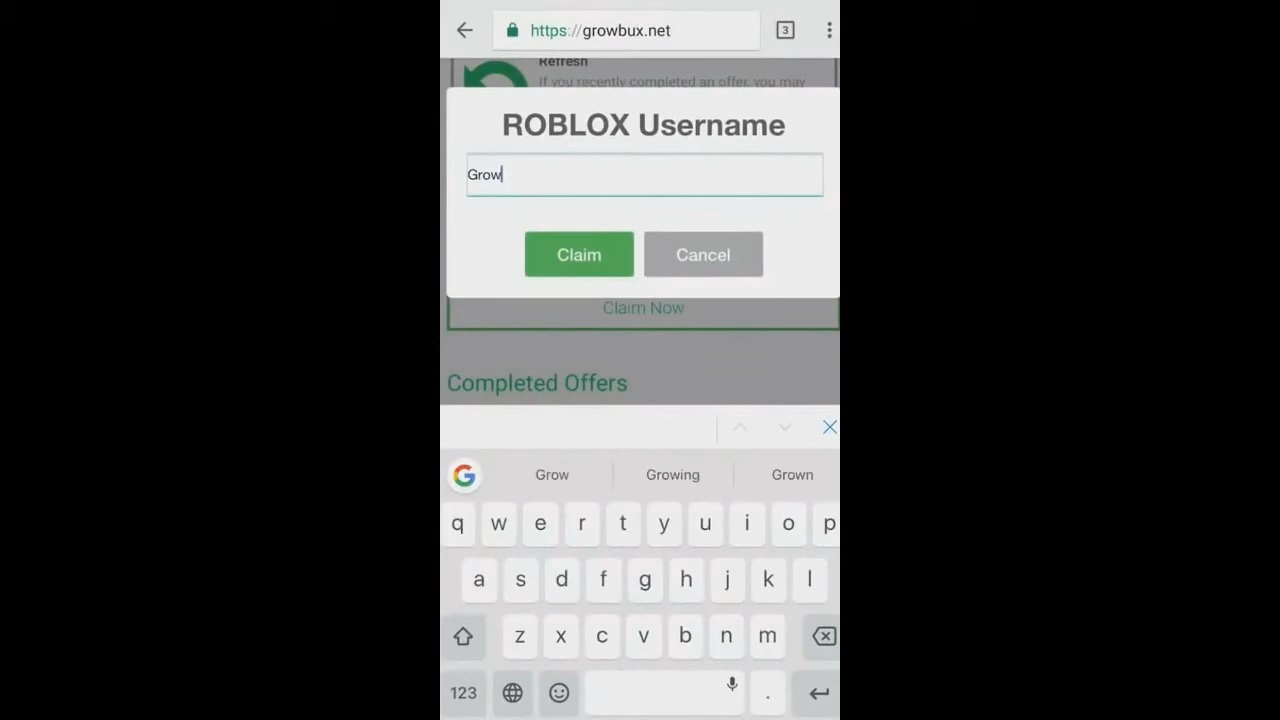 https://growbux.net
3
Refresh
If you recently completed an offer, you may
ROBLOX Username
Grow
Claim
Cancel
Claim Now
Completed Offers
Grow
Growing
Grown
q w e r t y u i o p
a s d f g h j k l
z x c v b n m
123 .